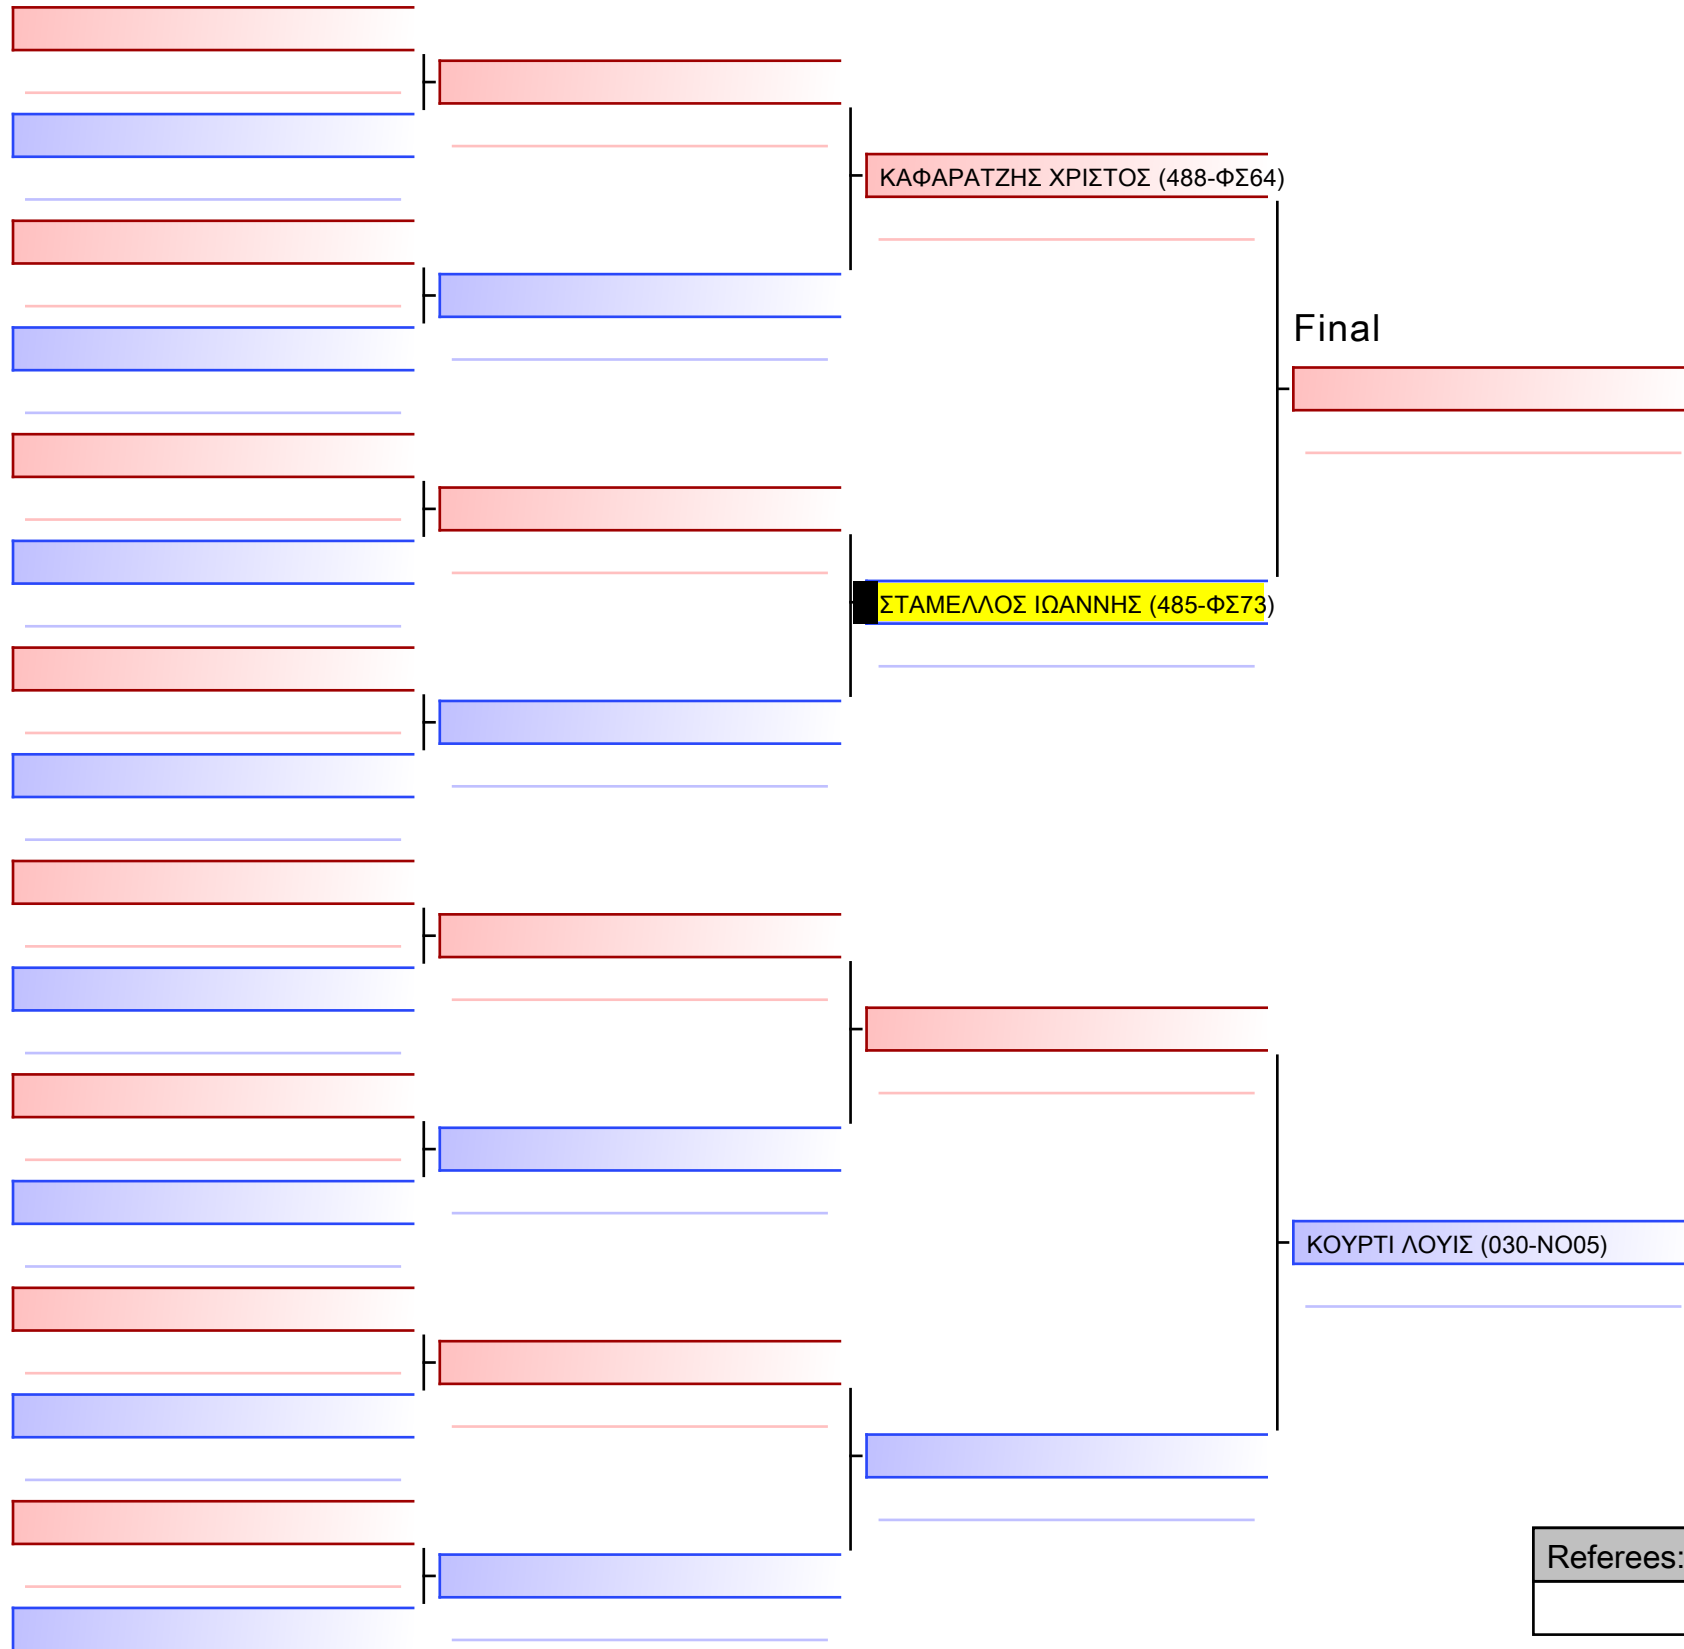 ΚΑΦΑΡΑΤΖΗΣ ΧΡΙΣΤΟΣ (488-ΦΣ64)
Final
ΣΤΑΜΕΛΛΟΣ ΙΩΑΝΝΗΣ (485-ΦΣ73)
ΚΟΥΡΤΙ ΛΟΥΙΣ (030-ΝΟ05)
Referees: